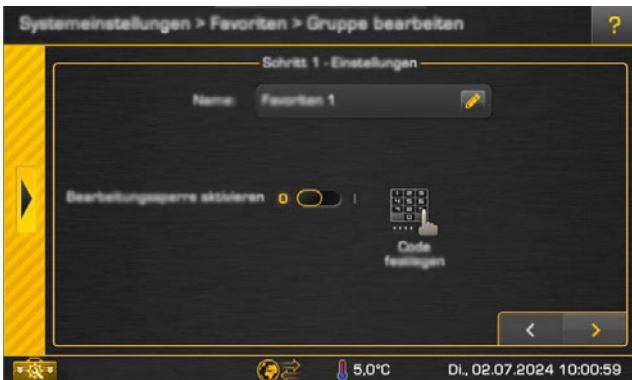 Systemeinstellungen > Favoriten > Gruppe bearbeiten
?
Schritt 1 - Einstellungen
Name: Favoriten 1
Bearbeitungssperre aktivieren 0 I
Code
festlegen
< >
5,0°C Di., 02.07.2024 10:00:59